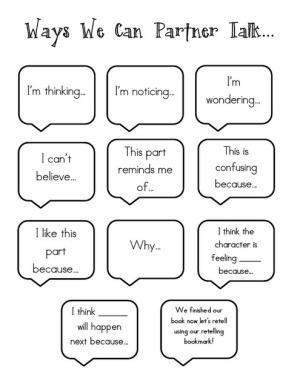 Ways We Can Partner Talk...
I'm thinking...
I'm noticing...
I'm
wondering...
I can't
believe...
This part
reminds me
of...
This is
confusing
because...
I like this
part
because...
Why...
I think the
character is
feeling _____
because...
I think ______
will happen
next because...
We finished our
book now let's retell
using our retelling
bookmark!